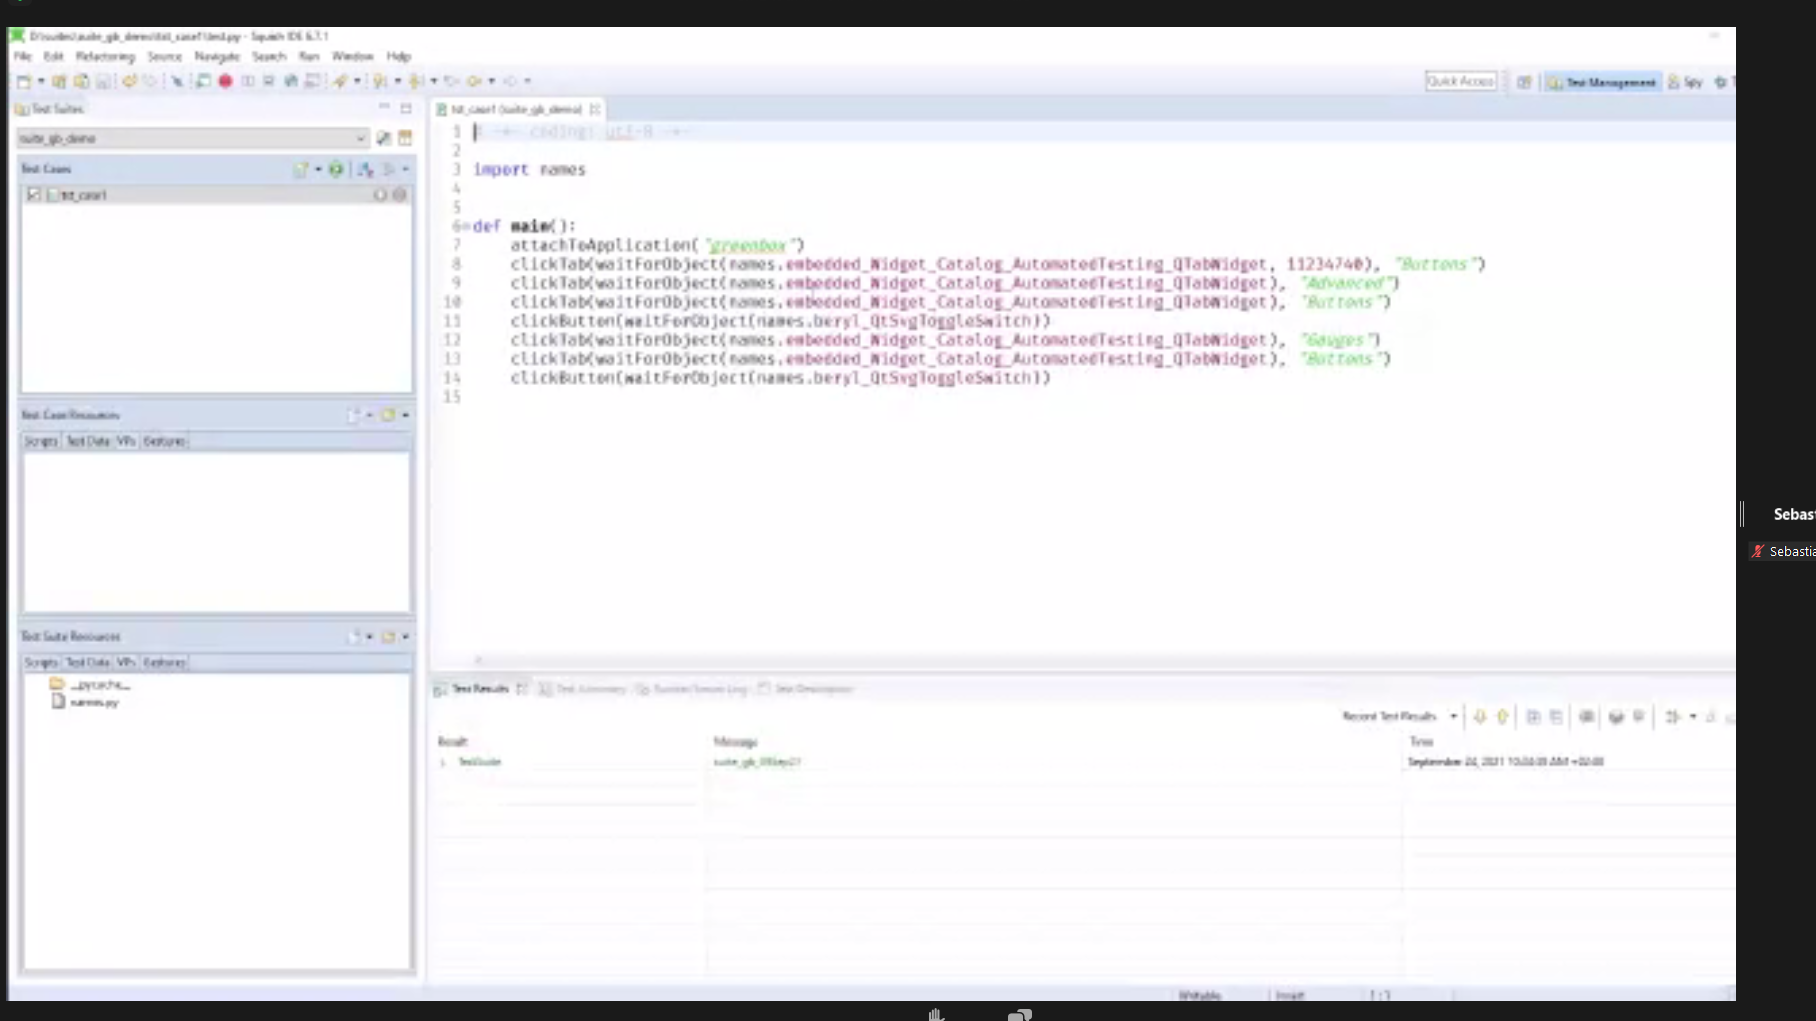 D:\suites\suite_gb_demo\tst_case1\test.py - Squish IDE 6.7.1
File Edit Refactoring Source Navigate Search Run Window Help
Quick Access
Test Management
Spy
Test Suites
tst_case1 (suite_gb_demo)
suite_gb_demo
Test Cases
tst_case1
1 # -*- coding: utf-8 -*-
2
3 import names
4
5
6 def main():
7 attachToApplication("greenbox")
8 clickTab(waitForObject(names.embedded_Widget_Catalog_AutomatedTesting_QTabWidget, 11234740), "Buttons")
9 clickTab(waitForObject(names.embedded_Widget_Catalog_AutomatedTesting_QTabWidget), "Advanced")
10 clickTab(waitForObject(names.embedded_Widget_Catalog_AutomatedTesting_QTabWidget), "Buttons")
11 clickButton(waitForObject(names.beryl_QtSvgToggleSwitch))
12 clickTab(waitForObject(names.embedded_Widget_Catalog_AutomatedTesting_QTabWidget), "Gauges")
13 clickTab(waitForObject(names.embedded_Widget_Catalog_AutomatedTesting_QTabWidget), "Buttons")
14 clickButton(waitForObject(names.beryl_QtSvgToggleSwitch))
15
Test Case Resources
Scripts Test Data VPs Gestures
Test Suite Resources
Scripts Test Data VPs Gestures
__pycache__
names.py
Test Results Test Summary Runner/Server Log Test Description
Recent Test Results
Result Message Time
TestSuite September 24, 2021
Writable Insert 1 : 1
Sebast
Sebastia